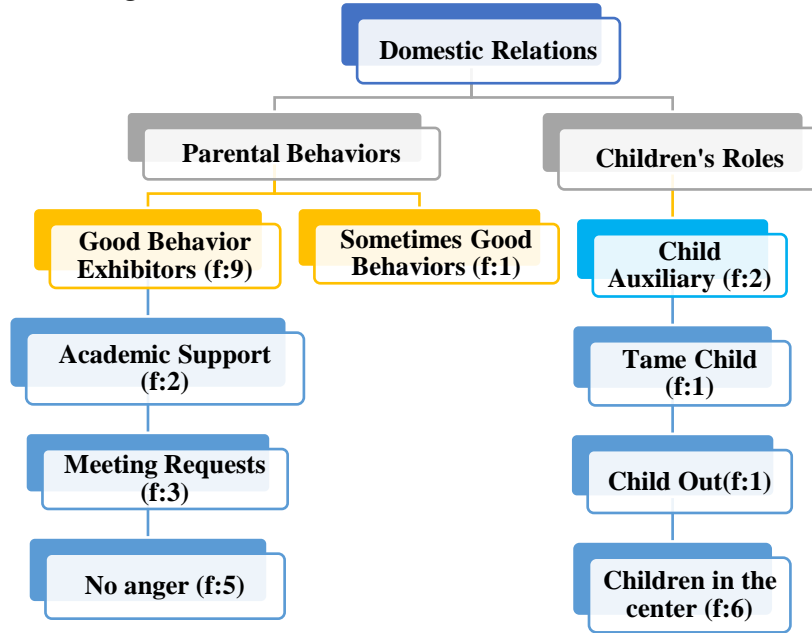 Domestic Relations
Parental Behaviors
Children's Roles
Good Behavior
Exhibitors (f:9)
Sometimes Good
Behaviors (f:1)
Child
Auxiliary (f:2)
Academic Support
(f:2)
Tame Child
(f:1)
Meeting Requests
(f:3)
Child Out(f:1)
No anger (f:5)
Children in the
center (f:6)